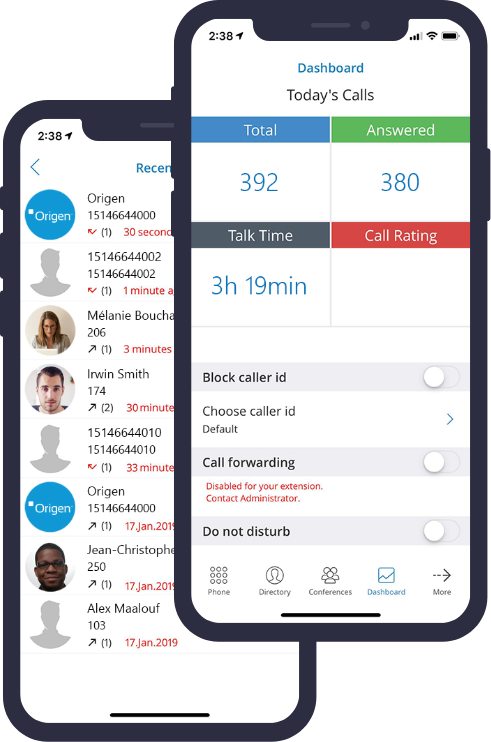 2:38
Recen
Origen
Origen
15146644000
(1) 30 second
15146644002
15146644002
(1) 1 minute a
Mélanie Boucha
206
(1) 3 minutes
Irwin Smith
174
(2) 30 minute
15146644010
15146644010
(1) 33 minute
Origen
Origen
15146644000
(1) 17.Jan.2019
Jean-Christophe
250
(1) 17.Jan.2019
Alex Maalouf
103
(1) 17.Jan.2019
2:38
Dashboard
Today's Calls
Total Answered
392 380
Talk Time Call Rating
3h 19min
Block caller id
Choose caller id
Default
Call forwarding
Disabled for your extension.
Contact Administrator.
Do not disturb
Phone Directory Conferences Dashboard More